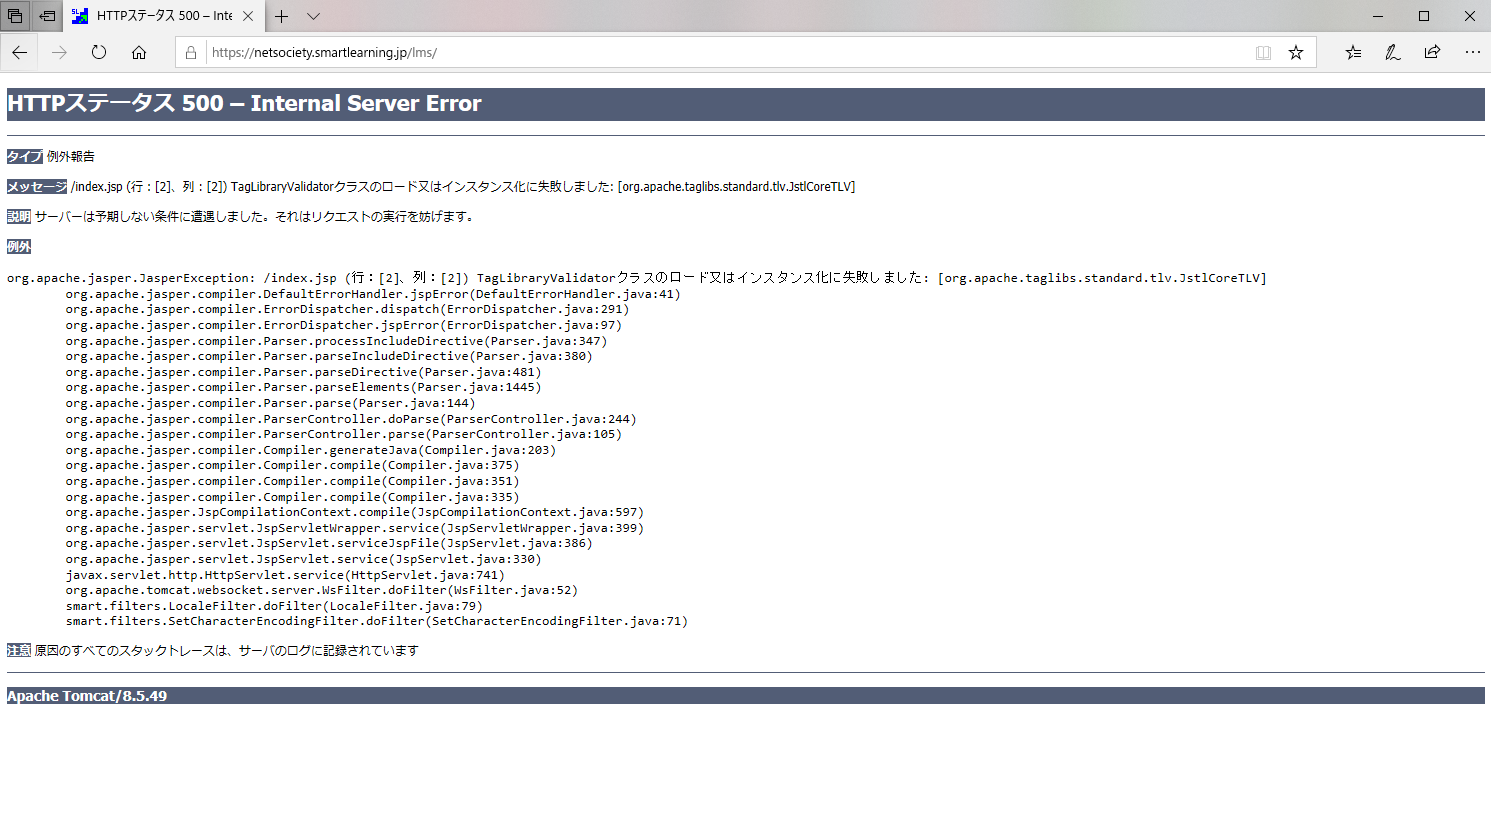 HTTPステータス 500 – Inte
https://netsociety.smartlearning.jp/lms/
HTTPステータス 500 – Internal Server Error
タイプ 例外報告
メッセージ /index.jsp (行：[2]、列：[2]) TagLibraryValidatorクラスのロード又はインスタンス化に失敗しました: [org.apache.taglibs.standard.tlv.JstlCoreTLV]
説明 サーバーは予期しない条件に遭遇しました。それはリクエストの実行を妨げます。
例外
org.apache.jasper.JasperException: /index.jsp (行：[2]、列：[2]) TagLibraryValidatorクラスのロード又はインスタンス化に失敗しました: [org.apache.taglibs.standard.tlv.JstlCoreTLV]
org.apache.jasper.compiler.DefaultErrorHandler.jspError(DefaultErrorHandler.java:41)
org.apache.jasper.compiler.ErrorDispatcher.dispatch(ErrorDispatcher.java:291)
org.apache.jasper.compiler.ErrorDispatcher.jspError(ErrorDispatcher.java:97)
org.apache.jasper.compiler.Parser.processIncludeDirective(Parser.java:347)
org.apache.jasper.compiler.Parser.parseIncludeDirective(Parser.java:380)
org.apache.jasper.compiler.Parser.parseDirective(Parser.java:481)
org.apache.jasper.compiler.Parser.parseElements(Parser.java:1445)
org.apache.jasper.compiler.Parser.parse(Parser.java:144)
org.apache.jasper.compiler.ParserController.doParse(ParserController.java:244)
org.apache.jasper.compiler.ParserController.parse(ParserController.java:105)
org.apache.jasper.compiler.Compiler.generateJava(Compiler.java:203)
org.apache.jasper.compiler.Compiler.compile(Compiler.java:375)
org.apache.jasper.compiler.Compiler.compile(Compiler.java:351)
org.apache.jasper.compiler.Compiler.compile(Compiler.java:335)
org.apache.jasper.JspCompilationContext.compile(JspCompilationContext.java:597)
org.apache.jasper.servlet.JspServletWrapper.service(JspServletWrapper.java:399)
org.apache.jasper.servlet.JspServlet.serviceJspFile(JspServlet.java:386)
org.apache.jasper.servlet.JspServlet.service(JspServlet.java:330)
javax.servlet.http.HttpServlet.service(HttpServlet.java:741)
org.apache.tomcat.websocket.server.WsFilter.doFilter(WsFilter.java:52)
smart.filters.LocaleFilter.doFilter(LocaleFilter.java:79)
smart.filters.SetCharacterEncodingFilter.doFilter(SetCharacterEncodingFilter.java:71)
注意 原因のすべてのスタックトレースは、サーバのログに記録されています
Apache Tomcat/8.5.49